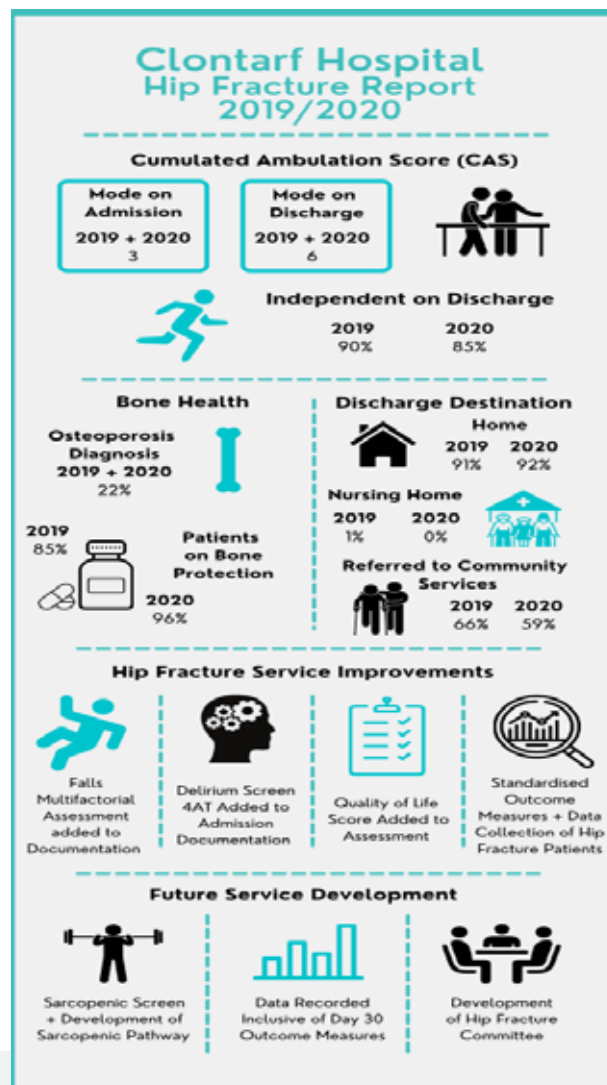 Clontarf Hospital
Hip Fracture Report
2019/2020
Cumulated Ambulation Score (CAS)
Mode on
Admission
2019 + 2020
3
Mode on
Discharge
2019 + 2020
6
Independent on Discharge
2019 2020
90% 85%
Bone Health
Osteoporosis
Diagnosis
2019 + 2020
22%
2019
85%
Patients
on Bone
Protection
2020
96%
Discharge Destination
Home
2019 2020
91% 92%
Nursing Home
2019 2020
1% 0%
Referred to Community
Services
2019 2020
66% 59%
Hip Fracture Service Improvements
Falls
Multifactorial
Assessment
added to
Documentation
Delirium Screen
4AT Added to
Admission
Documentation
Quality of Life
Score Added to
Assessment
Standardised
Outcome
Measures + Data
Collection of Hip
Fracture Patients
Future Service Development
Sarcopenic Screen
+ Development of
Sarcopenic Pathway
Data Recorded
Inclusive of Day 30
Outcome Measures
Development
of Hip Fracture
Committee